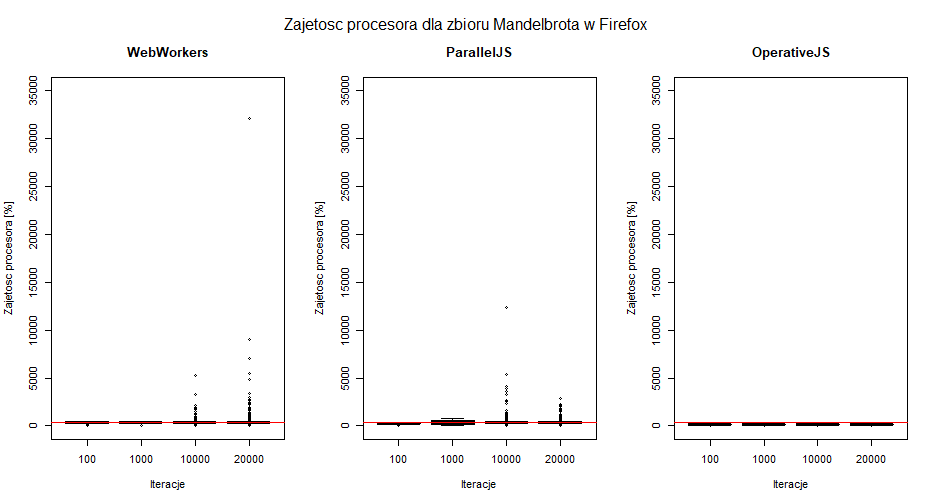 Zajetosc procesora dla zbioru Mandelbrota w Firefox
WebWorkers
Zajetosc procesora [%]
35000
30000
25000
20000
15000
10000
5000
0
100 1000 10000 20000
Iteracje
ParallelJS
Zajetosc procesora [%]
35000
30000
25000
20000
15000
10000
5000
0
100 1000 10000 20000
Iteracje
OperativeJS
Zajetosc procesora [%]
35000
30000
25000
20000
15000
10000
5000
0
100 1000 10000 20000
Iteracje